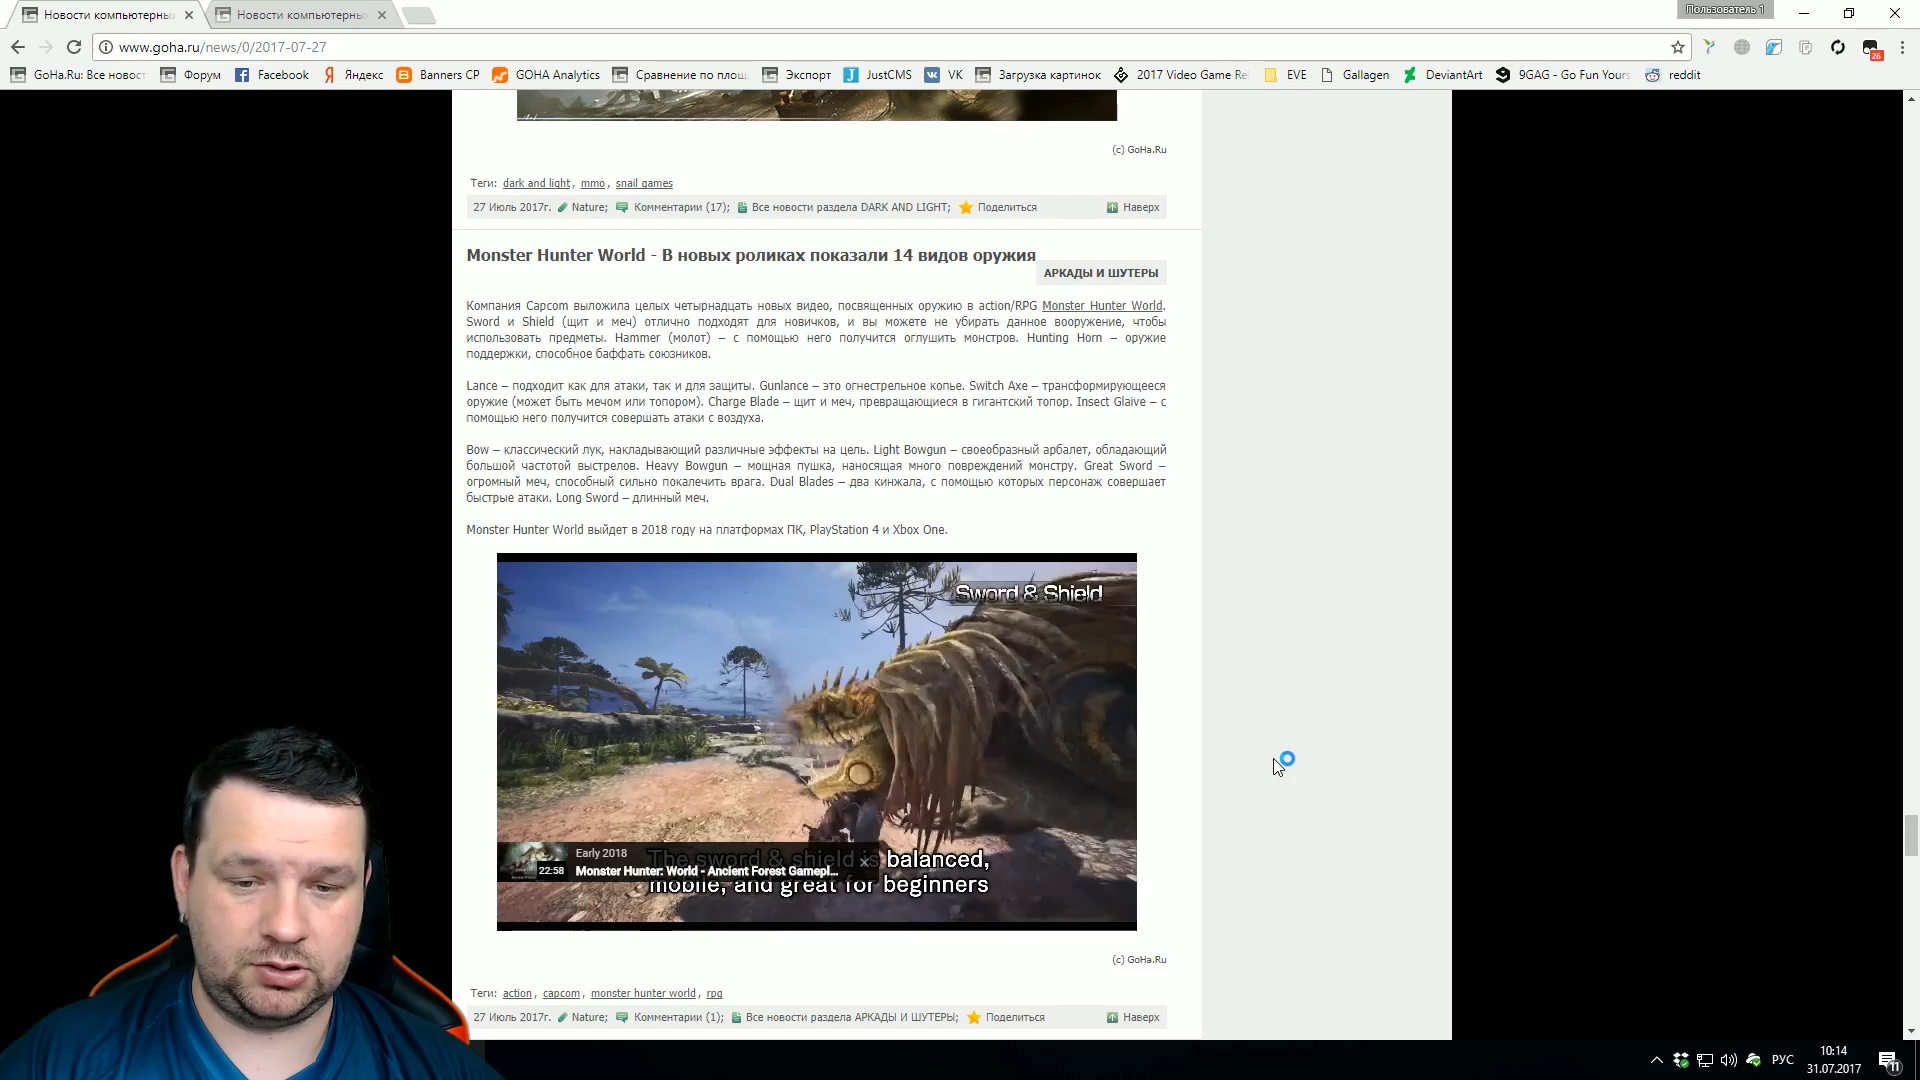 Новости компьютерны
Новости компьютерны
Пользователь 1
www.goha.ru/news/0/2017-07-27
26
GoHa.Ru: Все новост
Форум
Facebook
Яндекс
Banners CP
GOHA Analytics
Сравнение по площ
Экспорт
JustCMS
VK
Загрузка картинок
2017 Video Game Rel
EVE
Gallagen
DeviantArt
9GAG - Go Fun Yours
reddit
(c) GoHa.Ru
Теги: dark and light, mmo, snail games
27 Июль 2017г. Nature; Комментарии (17); Все новости раздела DARK AND LIGHT; Поделиться Наверх
Monster Hunter World - В новых роликах показали 14 видов оружия
АРКАДЫ И ШУТЕРЫ
Компания Capcom выложила целых четырнадцать новых видео, посвященных оружию в action/RPG Monster Hunter World.
Sword и Shield (щит и меч) отлично подходят для новичков, и вы можете не убирать данное вооружение, чтобы
использовать предметы. Hammer (молот) – с помощью него получится оглушить монстров. Hunting Horn – оружие
поддержки, способное баффать союзников.
Lance – подходит как для атаки, так и для защиты. Gunlance – это огнестрельное копье. Switch Axe – трансформирующееся
оружие (может быть мечом или топором). Charge Blade – щит и меч, превращающиеся в гигантский топор. Insect Glaive – с
помощью него получится совершать атаки с воздуха.
Bow – классический лук, накладывающий различные эффекты на цель. Light Bowgun – своеобразный арбалет, обладающий
большой частотой выстрелов. Heavy Bowgun – мощная пушка, наносящая много повреждений монстру. Great Sword –
огромный меч, способный сильно покалечить врага. Dual Blades – два кинжала, с помощью которых персонаж совершает
быстрые атаки. Long Sword – длинный меч.
Monster Hunter World выйдет в 2018 году на платформах ПК, PlayStation 4 и Xbox One.
Sword & Shield
Early 2018
22:58
Monster Hunter: World - Ancient Forest Gamepl...
The sword & shield is balanced,
mobile, and great for beginners
(c) GoHa.Ru
Теги: action, capcom, monster hunter world, rpg
27 Июль 2017г. Nature; Комментарии (1); Все новости раздела АРКАДЫ И ШУТЕРЫ; Поделиться Наверх
РУС
10:14
31.07.2017
11